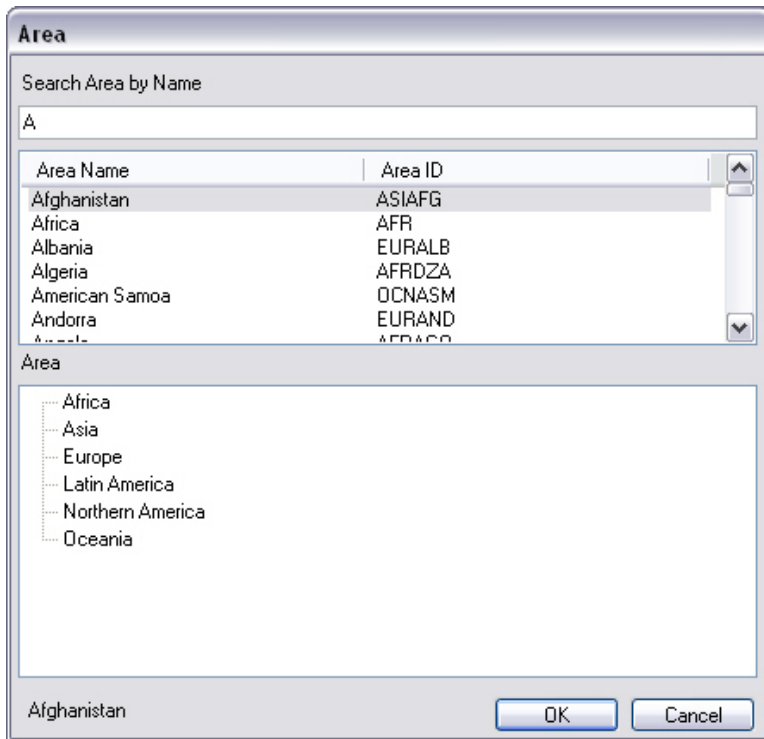 Area
Search Area by Name
A
Area Name Area ID
Afghanistan ASIAFG
Africa AFR
Albania EURALB
Algeria AFRDZA
American Samoa OCNASM
Andorra EURAND
Area
Africa
Asia
Europe
Latin America
Northern America
Oceania
Afghanistan
OK Cancel